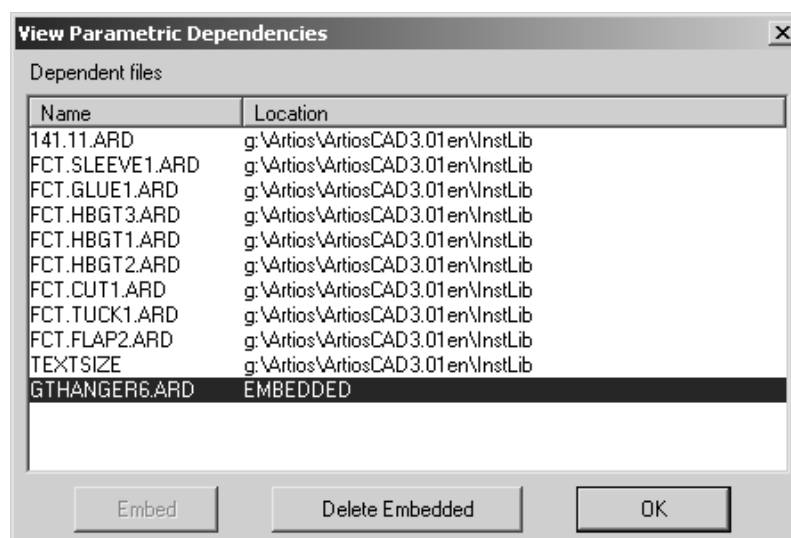 View Parametric Dependencies
Dependent files
Name Location
141.11.ARD g:\Artios\ArtiosCAD3.01en\InstLib
FCT.SLEEVE1.ARD g:\Artios\ArtiosCAD3.01en\InstLib
FCT.GLUE1.ARD g:\Artios\ArtiosCAD3.01en\InstLib
FCT.HBGT3.ARD g:\Artios\ArtiosCAD3.01en\InstLib
FCT.HBGT1.ARD g:\Artios\ArtiosCAD3.01en\InstLib
FCT.HBGT2.ARD g:\Artios\ArtiosCAD3.01en\InstLib
FCT.CUT1.ARD g:\Artios\ArtiosCAD3.01en\InstLib
FCT.TUCK1.ARD g:\Artios\ArtiosCAD3.01en\InstLib
FCT.FLAP2.ARD g:\Artios\ArtiosCAD3.01en\InstLib
TEXTSIZE g:\Artios\ArtiosCAD3.01en\InstLib
GTHANGER6.ARD EMBEDDED
Embed Delete Embedded OK